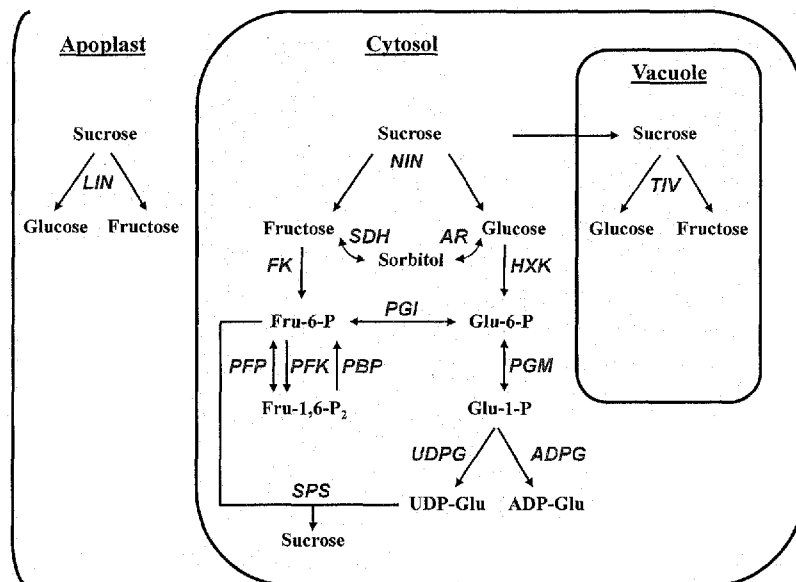 Apoplast
Cytosol
Vacuole
Sucrose
Sucrose
Sucrose
LIN
NIN
TIV
Glucose
Fructose
Fructose
SDH
AR
Glucose
Glucose
Fructose
Sorbitol
FK
HXK
Fru-6-P
PGI
Glu-6-P
PFP
PFK
PBP
PGM
Fru-1,6-P₂
Glu-1-P
UDPG
ADPG
SPS
UDP-Glu
ADP-Glu
Sucrose